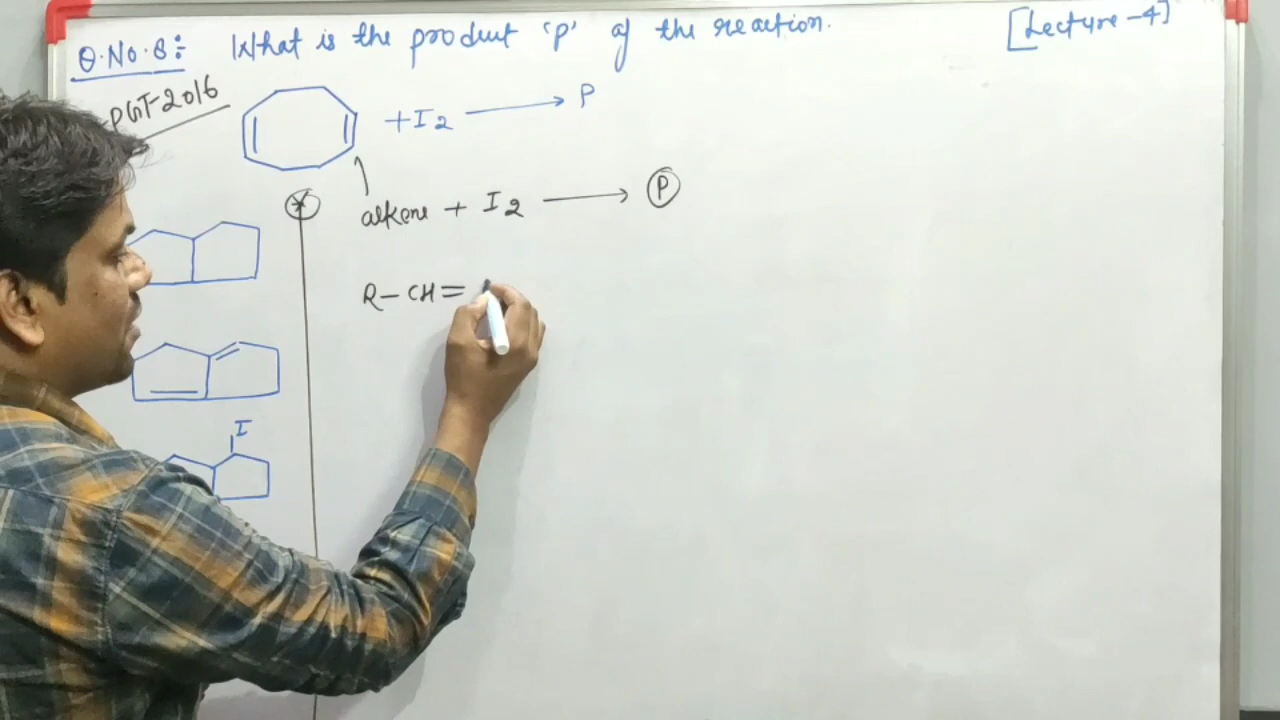 Q.No.8: What is the product 'P' of the reaction. [Lecture-4]
PGT-2016
+I2 → P
* alkene + I2 → P
R-CH=
I